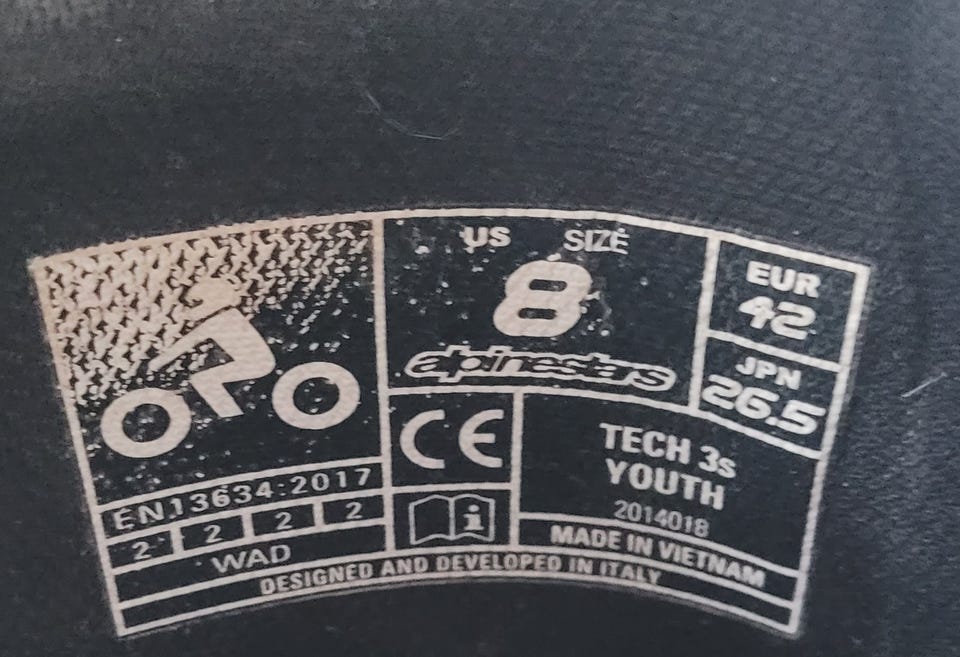 US SIZE
8
alpinestars
EUR
42
JPN
26.5
CE
TECH 3s
YOUTH
2014018
MADE IN VIETNAM
i
EN13634:2017
2 2 2 2
WAD
DESIGNED AND DEVELOPED IN ITALY